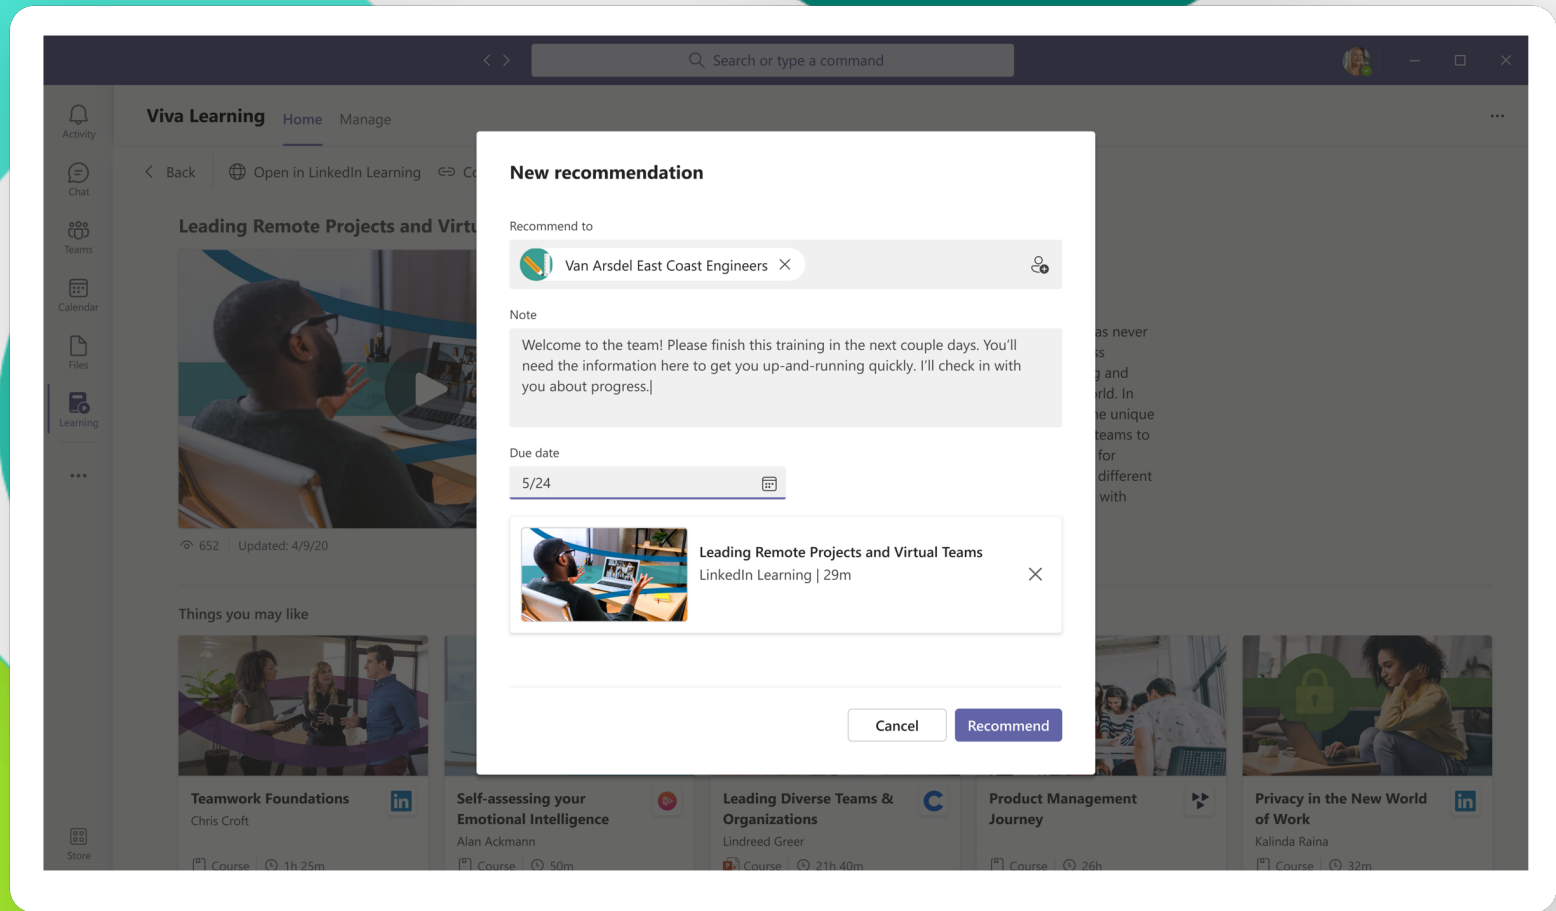 Search or type a command
Activity
Chat
Teams
Calendar
Files
Learning
Store
Viva Learning
Home
Manage
Back
Open in LinkedIn Learning
Leading Remote Projects and
652
Updated: 4/9/20
New recommendation
Recommend to
Van Arsdel East Coast Engineers
Note
Welcome to the team! Please finish this training in the next couple days. You'll
need the information here to get you up-and-running quickly. I'll check in with
you about progress.
Due date
5/24
Leading Remote Projects and Virtual Teams
LinkedIn Learning | 29m
Cancel
Recommend
as never
and
In
unique
teams to
for
different
with
Things you may like
Teamwork Foundations
in
Chris Croft
Course
1h 25m
Self-assessing your
Emotional Intelligence
Alan Ackmann
Course
50m
Leading Diverse Teams &
Organizations
C
Lindreed Greer
Course
21h 40m
Product Management
Journey
Course
26h
Privacy in the New World
of Work
in
Kalinda Raina
Course
32m